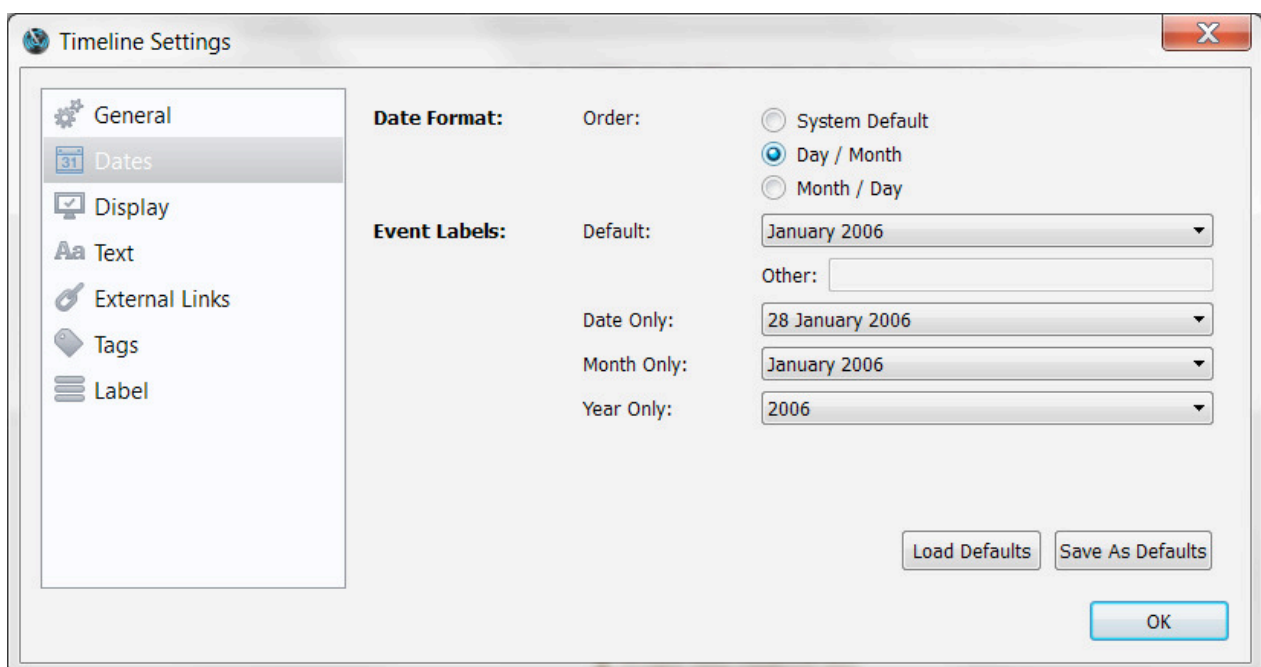 Timeline Settings
General
Dates
Display
Aa Text
External Links
Tags
Label
Date Format: Order: System Default
Day / Month
Month / Day
Event Labels: Default: January 2006
Other:
Date Only: 28 January 2006
Month Only: January 2006
Year Only: 2006
Load Defaults Save As Defaults
OK
31